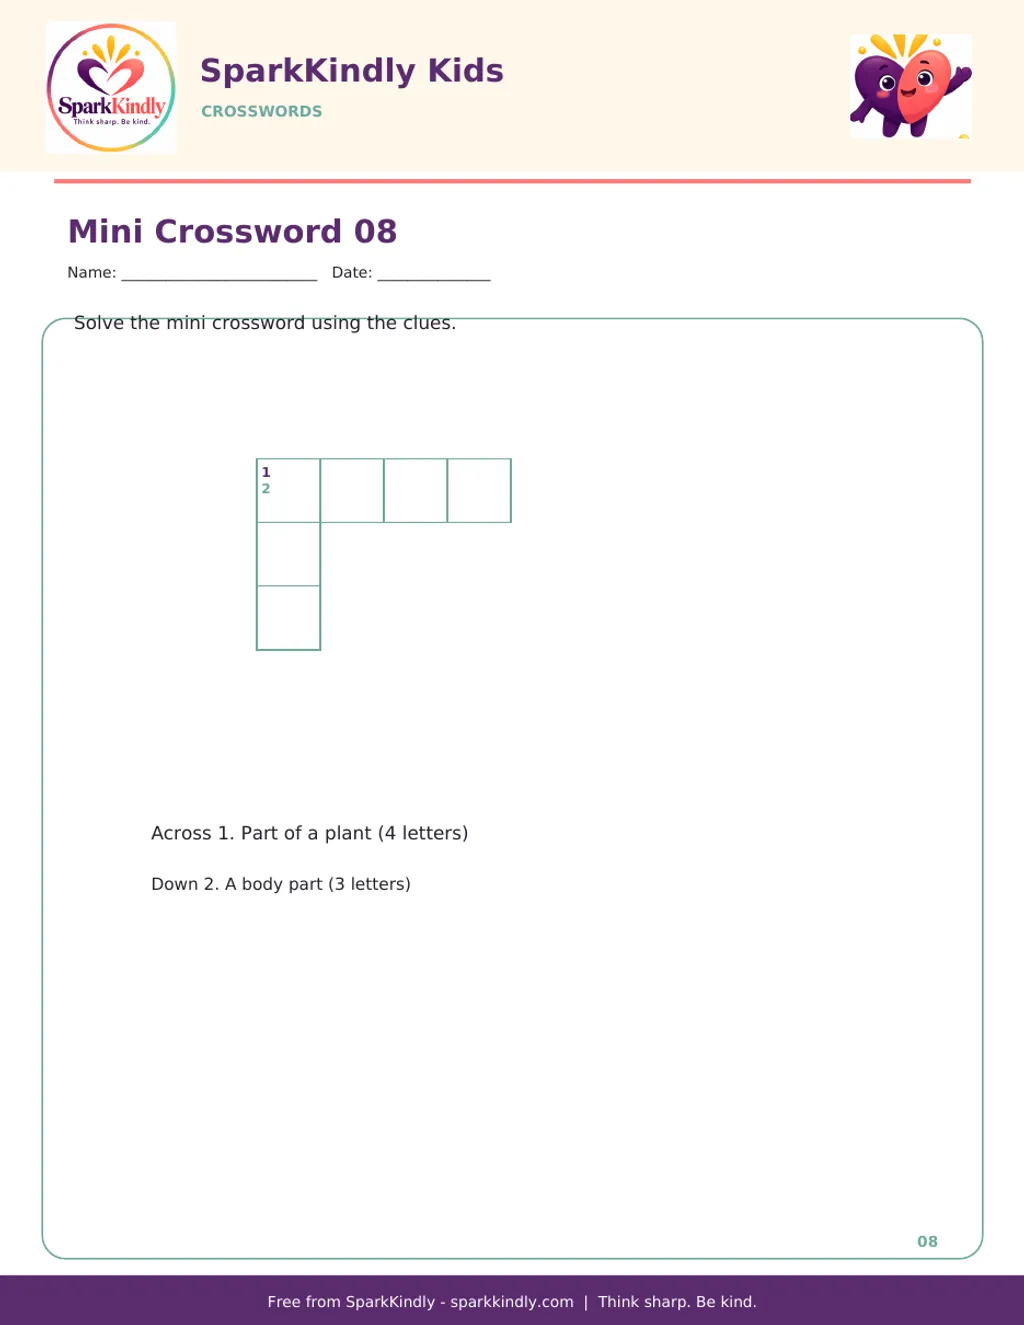 SparkKindly
Think sharp. Be kind.
SparkKindly Kids
CROSSWORDS
Mini Crossword 08
Name: __________________________ Date: _______________
Solve the mini crossword using the clues.
1
2
Across 1. Part of a plant (4 letters)
Down 2. A body part (3 letters)
08
Free from SparkKindly - sparkkindly.com | Think sharp. Be kind.